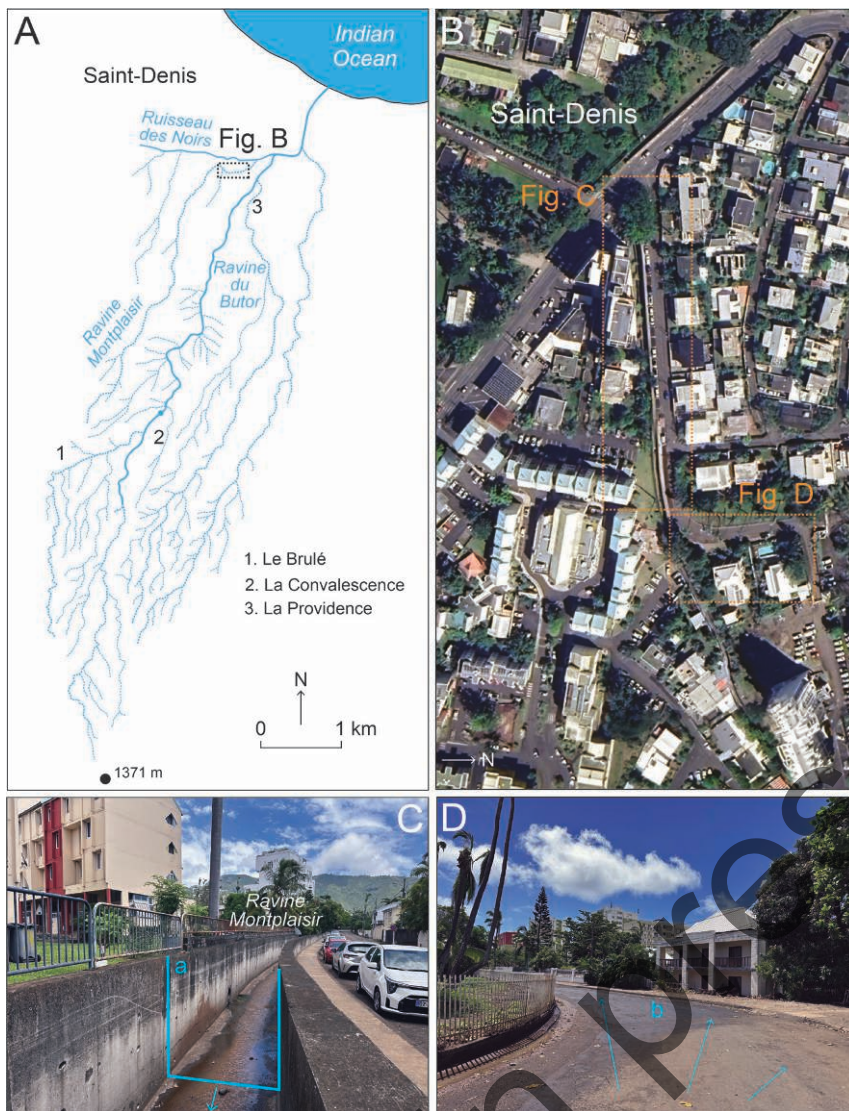 A
Indian
Ocean
Saint-Denis
Ruisseau
des Noirs
Fig. B
3
Ravine
du
Butor
Ravine
Montplaisir
2
1
1. Le Brulé
2. La Convalescence
3. La Providence
N
0 1 km
1371 m
B
Saint-Denis
Fig. C
Fig. D
N
C
Ravine
Montplaisir
a
D
b
n pres